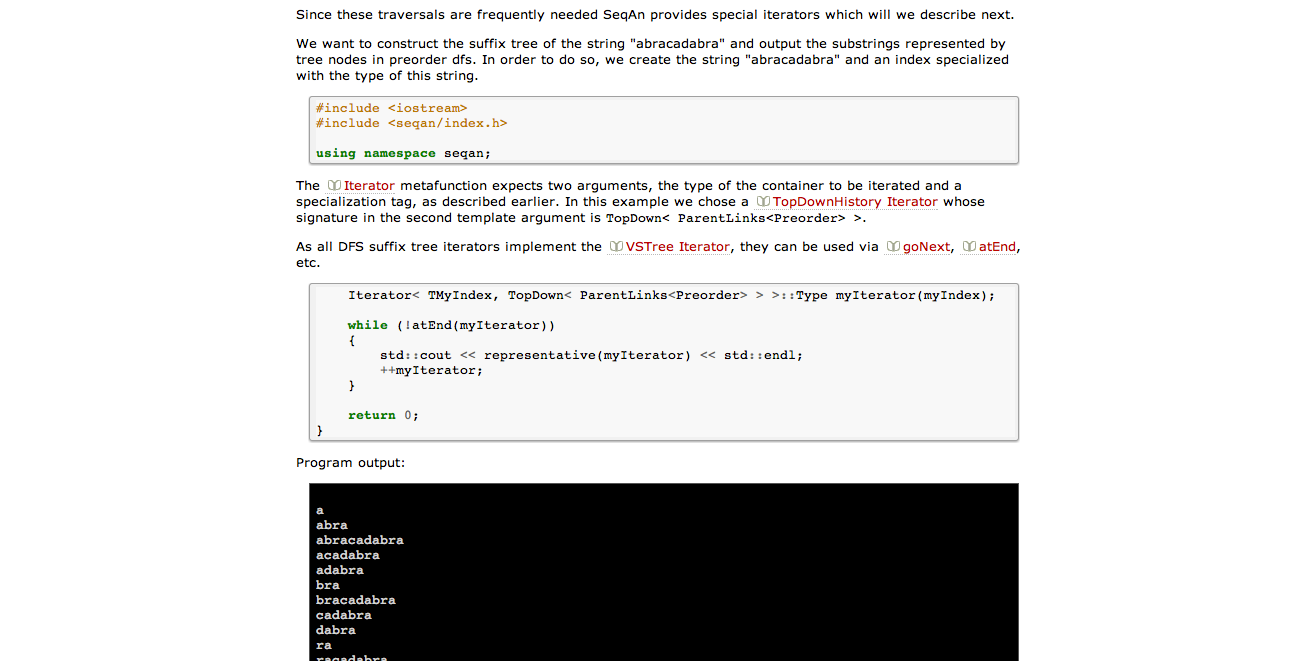 Since these traversals are frequently needed SeqAn provides special iterators which will we describe next.
We want to construct the suffix tree of the string "abracadabra" and output the substrings represented by
tree nodes in preorder dfs. In order to do so, we create the string "abracadabra" and an index specialized
with the type of this string.
#include <iostream>
#include <seqan/index.h>
using namespace seqan;
The Iterator metafunction expects two arguments, the type of the container to be iterated and a
specialization tag, as described earlier. In this example we chose a TopDownHistory Iterator whose
signature in the second template argument is TopDown< ParentLinks<Preorder> >.
As all DFS suffix tree iterators implement the VSTree Iterator, they can be used via goNext, atEnd,
etc.
Iterator< TMyIndex, TopDown< ParentLinks<Preorder> > >::Type myIterator(myIndex);
while (!atEnd(myIterator))
{
std::cout << representative(myIterator) << std::endl;
++myIterator;
}
return 0;
}
Program output:
a
abra
abracadabra
acadabra
adabra
bra
bracadabra
cadabra
dabra
ra
racadabra